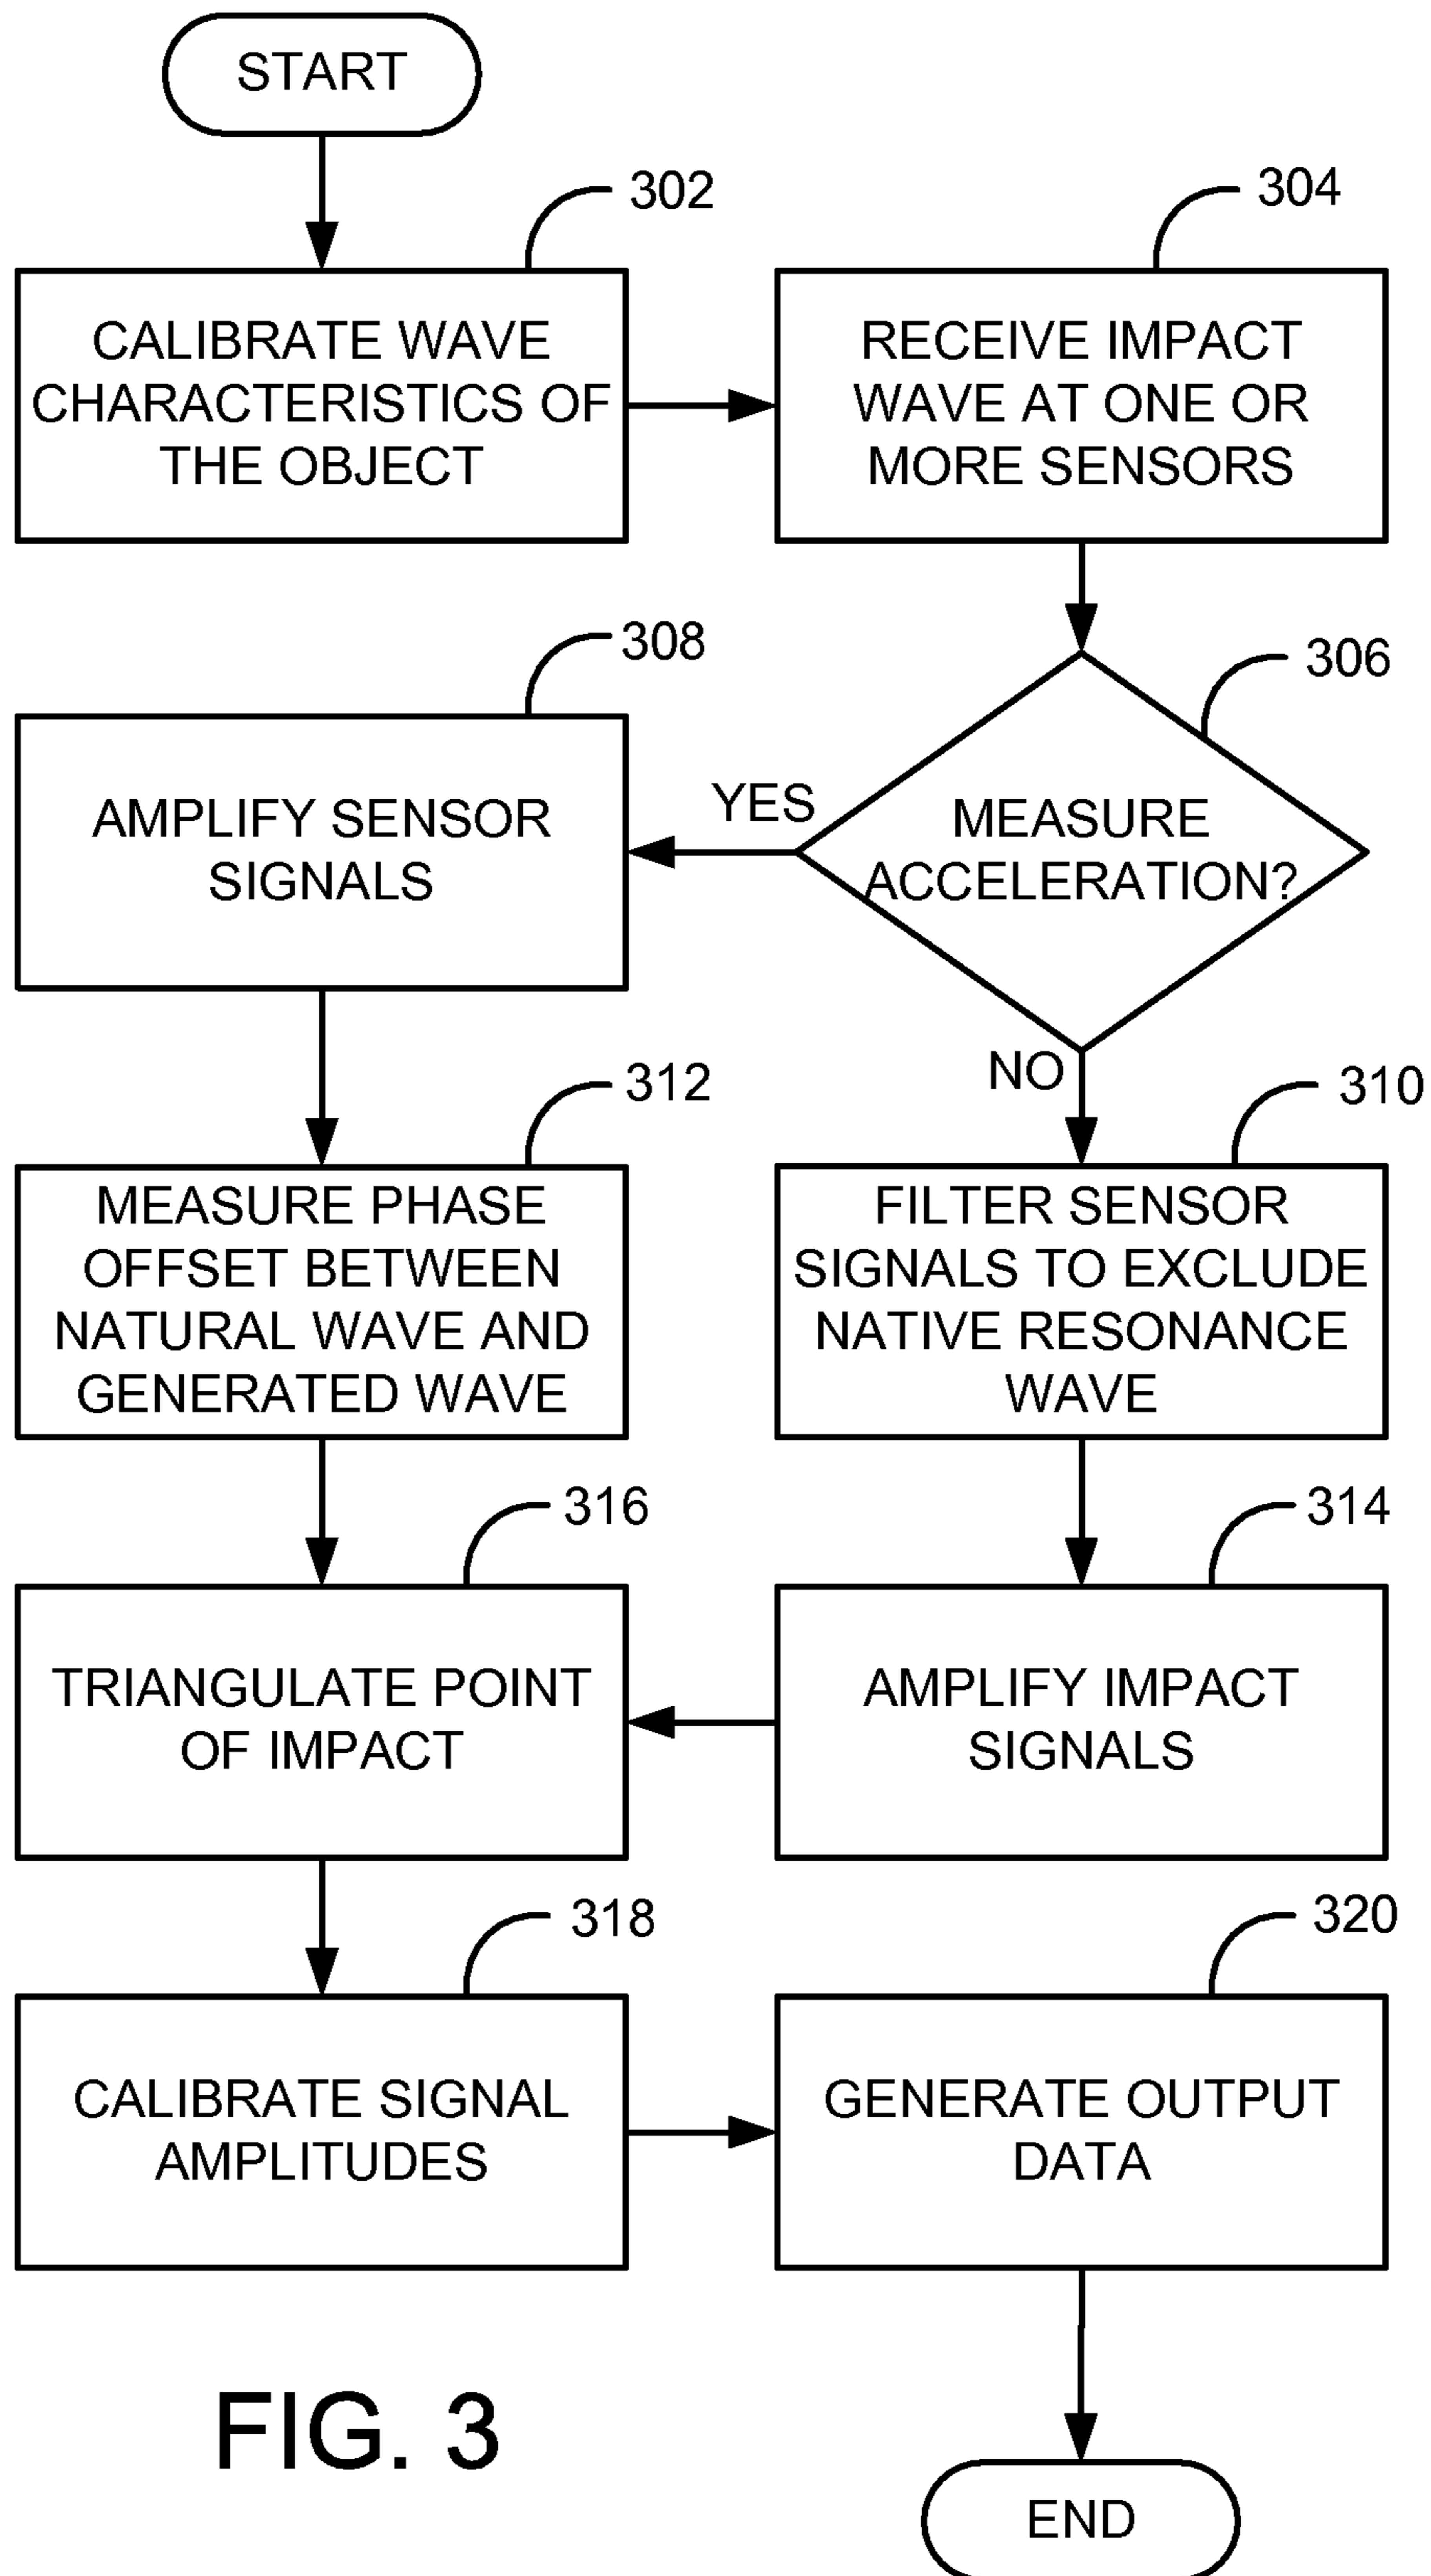 START
302
CALIBRATE WAVE
CHARACTERISTICS OF
THE OBJECT
304
RECEIVE IMPACT
WAVE AT ONE OR
MORE SENSORS
306
MEASURE
ACCELERATION?
YES
308
AMPLIFY SENSOR
SIGNALS
NO
310
FILTER SENSOR
SIGNALS TO EXCLUDE
NATIVE RESONANCE
WAVE
312
MEASURE PHASE
OFFSET BETWEEN
NATURAL WAVE AND
GENERATED WAVE
314
AMPLIFY IMPACT
SIGNALS
316
TRIANGULATE POINT
OF IMPACT
318
CALIBRATE SIGNAL
AMPLITUDES
320
GENERATE OUTPUT
DATA
END
FIG. 3